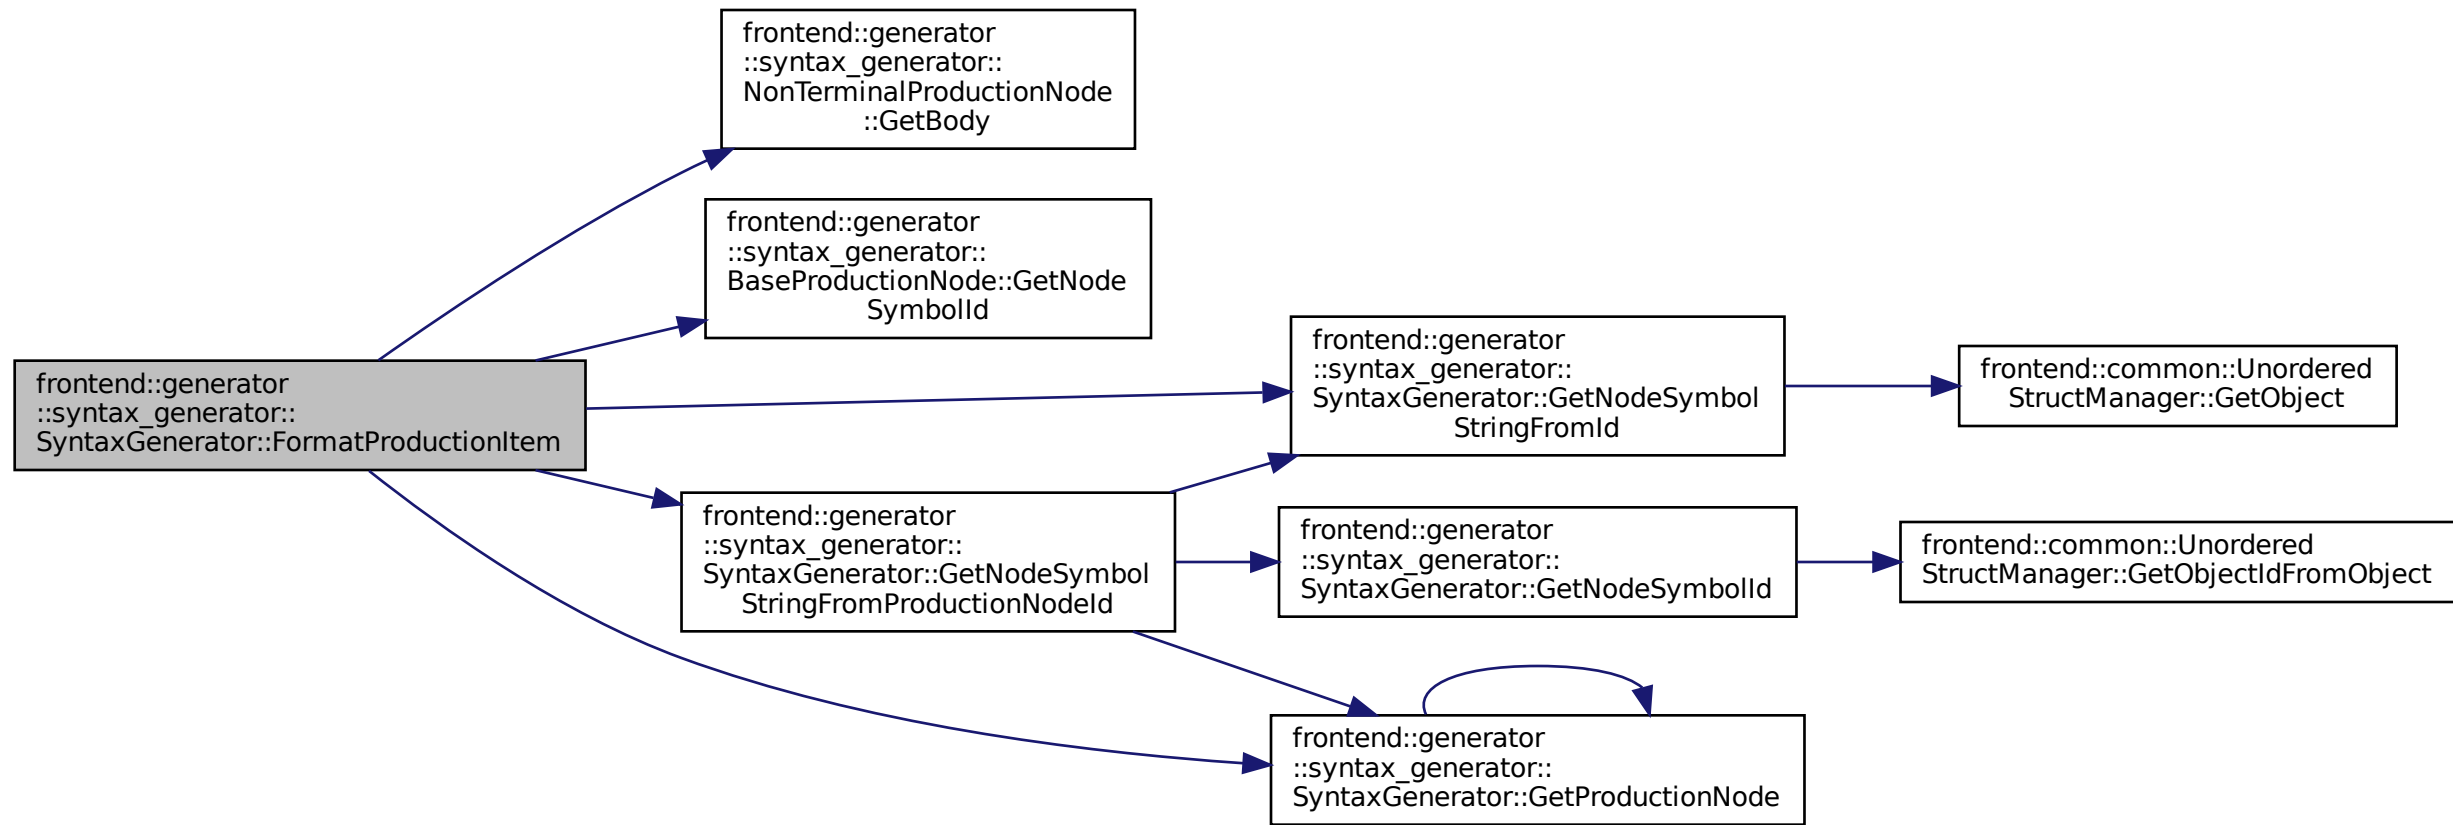 frontend::generator
::syntax_generator::
NonTerminalProductionNode
::GetBody
frontend::generator
::syntax_generator::
BaseProductionNode::GetNode
SymbolId
frontend::generator
::syntax_generator::
SyntaxGenerator::FormatProductionItem
frontend::generator
::syntax_generator::
SyntaxGenerator::GetNodeSymbol
StringFromId
frontend::common::Unordered
StructManager::GetObject
frontend::generator
::syntax_generator::
SyntaxGenerator::GetNodeSymbol
StringFromProductionNodeId
frontend::generator
::syntax_generator::
SyntaxGenerator::GetNodeSymbolId
frontend::common::Unordered
StructManager::GetObjectIdFromObject
frontend::generator
::syntax_generator::
SyntaxGenerator::GetProductionNode